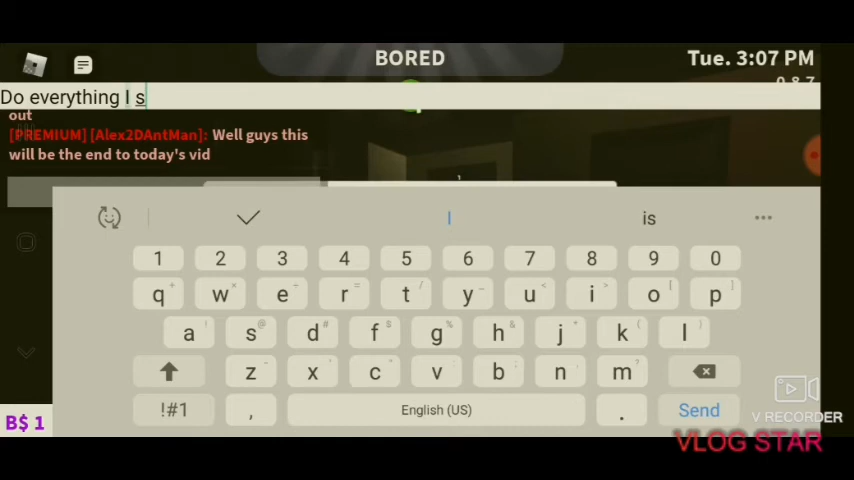 BORED
Tue. 3:07 PM
Do everything I s
out
[PREMIUM] [Alex2DAntMan]: Well guys this
will be the end to today's vid
I
is
1 2 3 4 5 6 7 8 9 0
q w e r t y u i o p
a s d f g h j k l
z x c v b n m
!#1 , English (US) . Send
B$ 1
V RECORDER
VLOG STAR